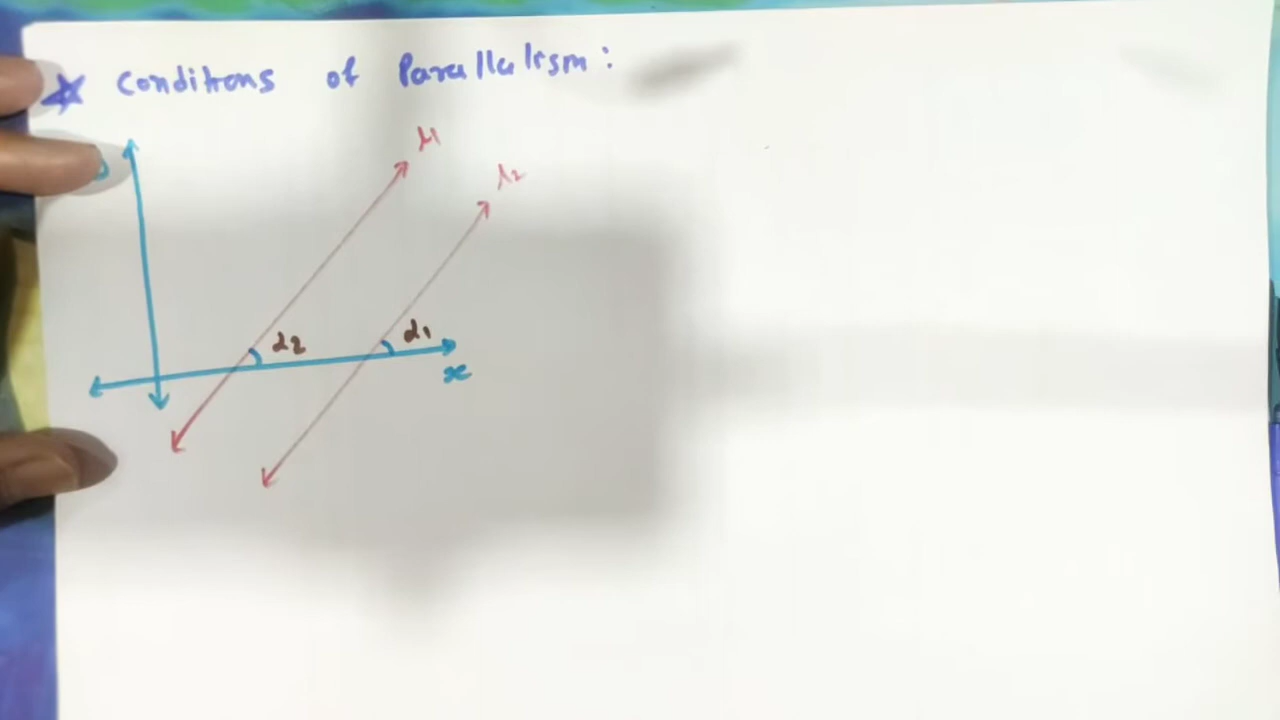 ★ Conditions of Parallelism:
l1
l2
α2
α1
x